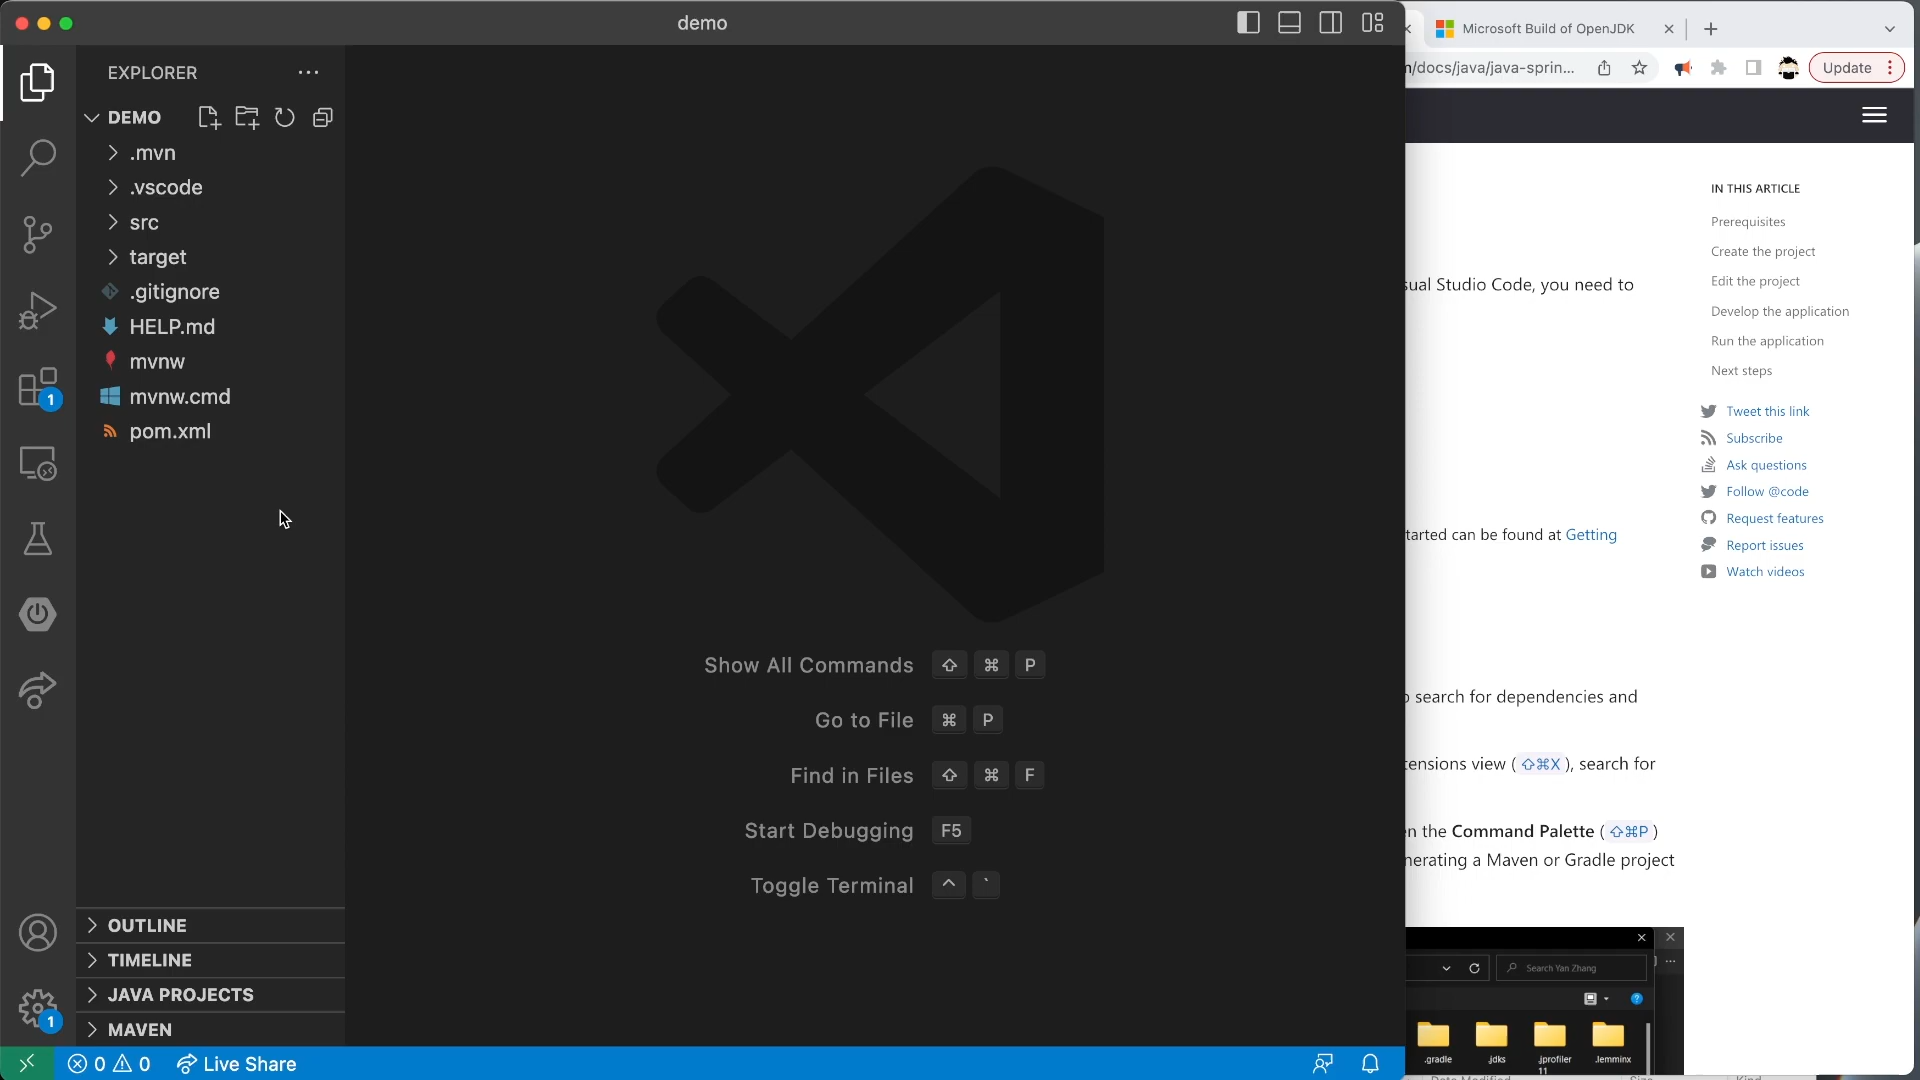 demo
EXPLORER
DEMO
.mvn
.vscode
src
target
.gitignore
HELP.md
mvnw
mvnw.cmd
pom.xml
OUTLINE
TIMELINE
JAVA PROJECTS
MAVEN
1
1
Show All Commands ⇧ ⌘ P
Go to File ⌘ P
Find in Files ⇧ ⌘ F
Start Debugging F5
Toggle Terminal ^ `
0 0 Live Share
Microsoft Build of OpenJDK
/docs/java/java-sprin...
Update
sual Studio Code, you need to
tarted can be found at Getting
search for dependencies and
tensions view (⇧⌘X), search for
en the Command Palette (⇧⌘P)
nerating a Maven or Gradle project
IN THIS ARTICLE
Prerequisites
Create the project
Edit the project
Develop the application
Run the application
Next steps
Tweet this link
Subscribe
Ask questions
Follow @code
Request features
Report issues
Watch videos
Search Yan Zhang
.gradle
.jdks
.jprofiler
11
.lemminx